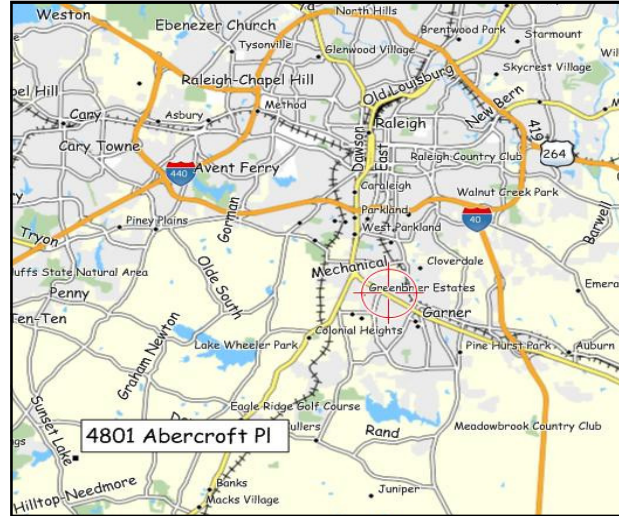 Weston
Ebenezer Church
North Hills
Brentwood Park
Starmount
Tysonville
Glenwood Village
Raleigh-Chapel Hill
Skycrest Village
Old Louisburg
Cary
Asbury
Method
New Bern
Cary Towne
Dawson
Raleigh
East
419
264
Avent Ferry
440
Raleigh Country Club
Caraleigh
Walnut Creek Park
Gorman
Parkland
40
Barwell
Piney Plains
West Parkland
Tryon
Olde South
Mechanical
Cloverdale
uffs State Natural Area
Penny
Greenbrier Estates
Ten-Ten
Garner
Graham Newton
Colonial Heights
Lake Wheeler Park
Pine Hurst Park
Auburn
Sunset Lake
Eagle Ridge Golf Course
4801 Abercroft Pl
ullers
Rand
Meadowbrook Country Club
Banks
Juniper
Hilltop-Needmore
Macks Village